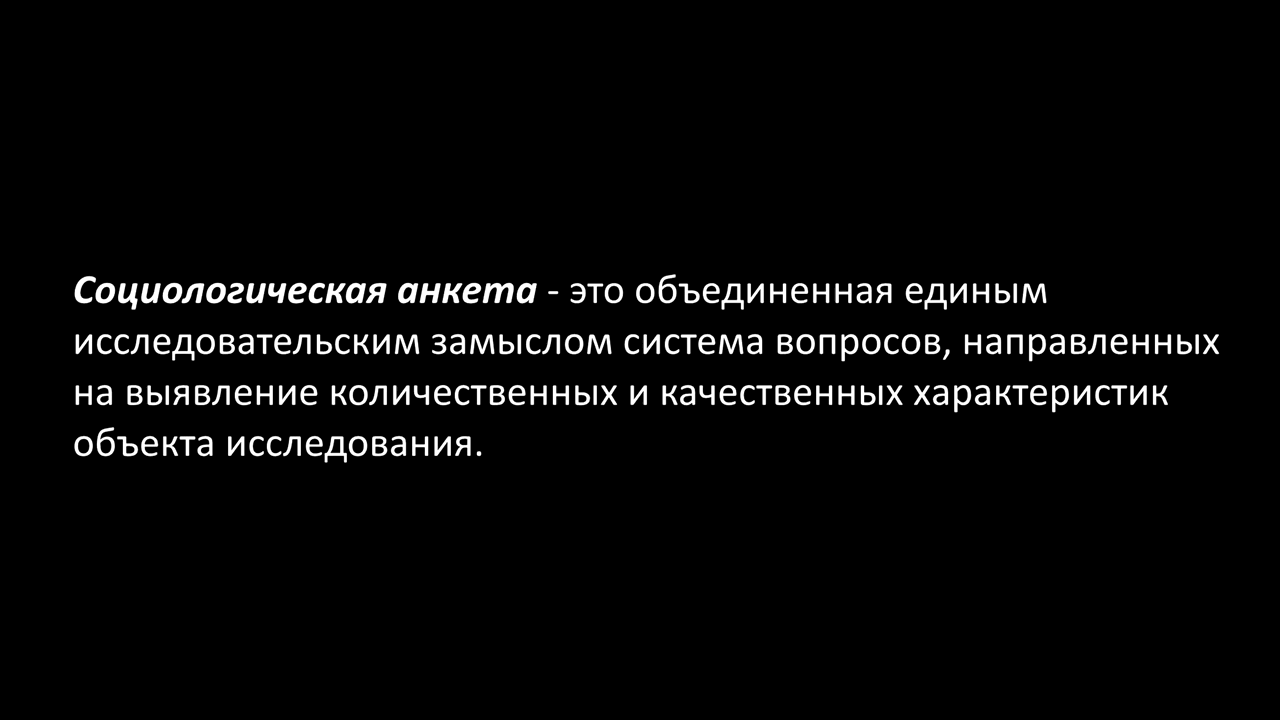 Социологическая анкета - это объединенная единым
исследовательским замыслом система вопросов, направленных
на выявление количественных и качественных характеристик
объекта исследования.